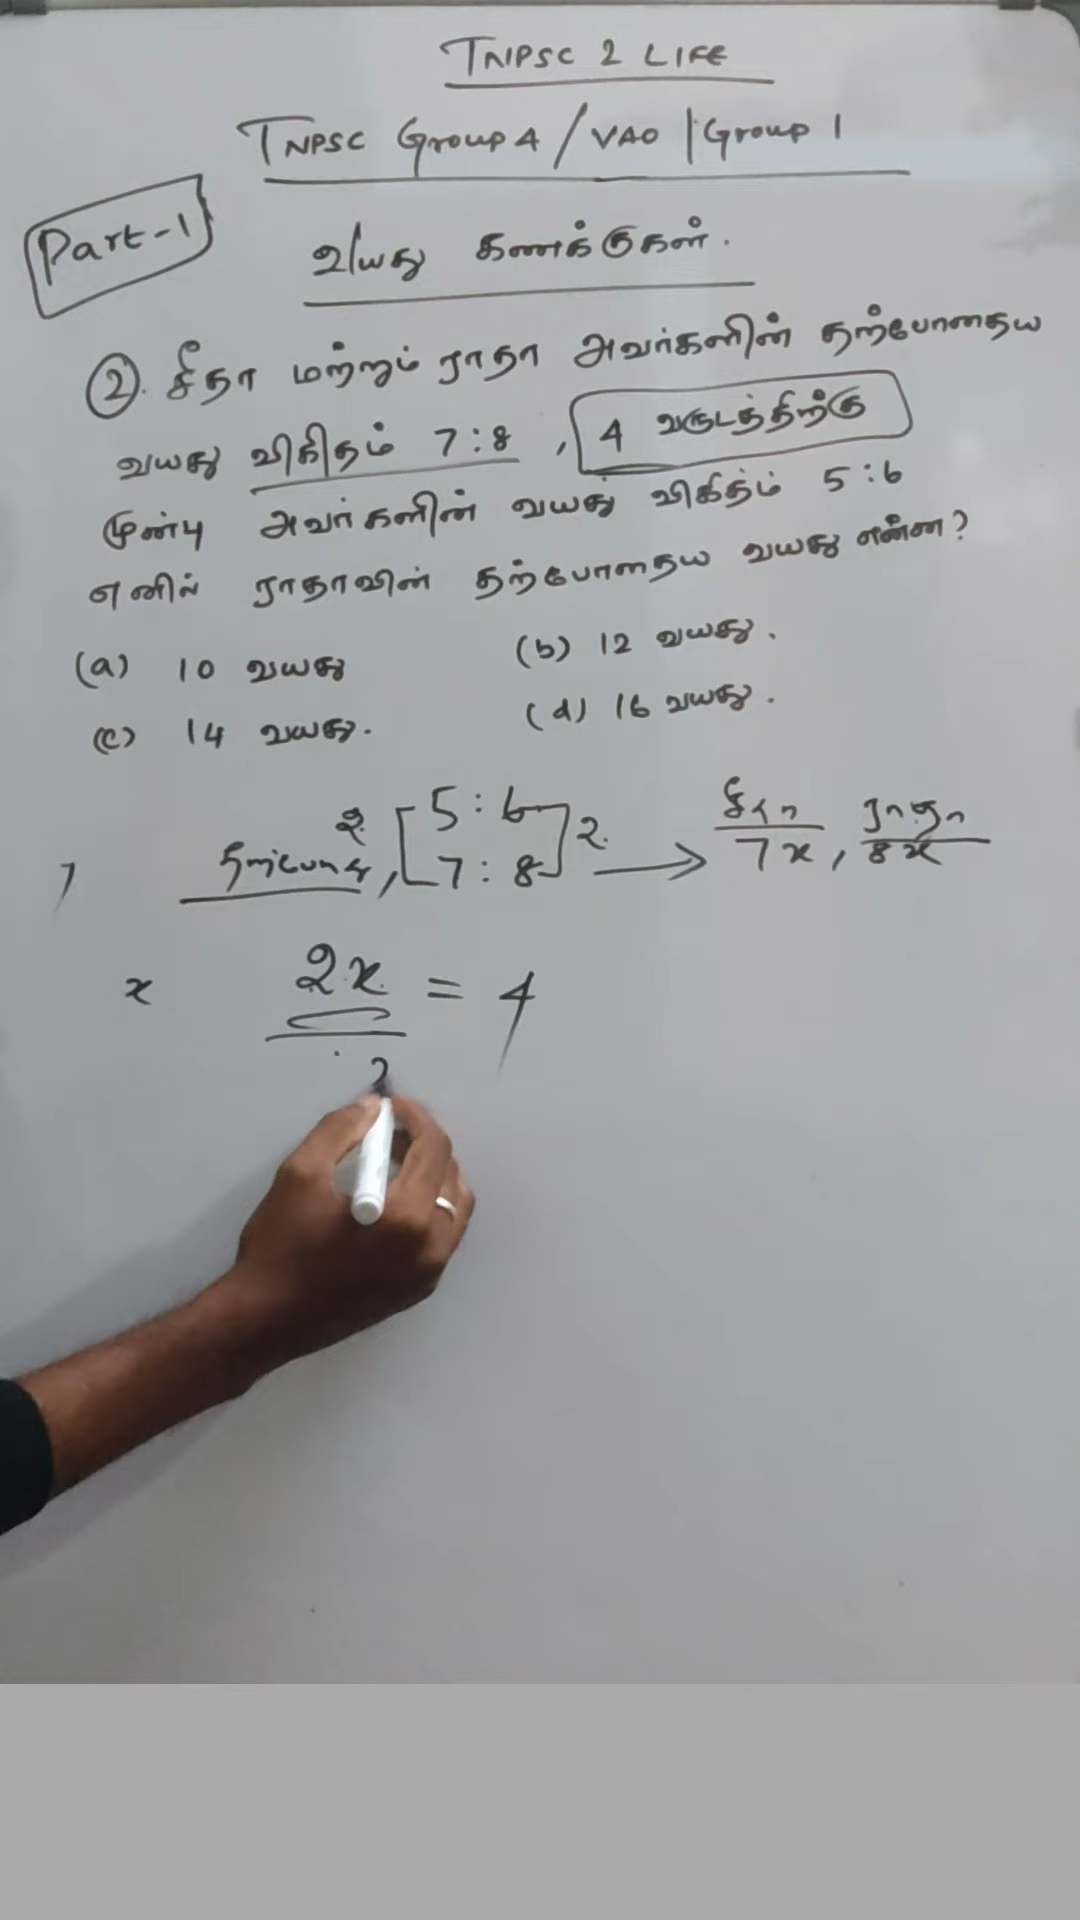 TNPSC 2 LIFE
TNPSC Group 4 / VAO | Group 1
Part-1
வயது கணக்குகள்.
2. சீதா மற்றும் ராதா அவர்களின் தற்போதைய
வயது விகிதம் 7:8 , 4 வருடத்திற்கு
முன்பு அவர்களின் வயது விகிதம் 5:6
எனில் ராதாவின் தற்போதைய வயது என்ன?
(a) 10 வயது (b) 12 வயது.
(c) 14 வயது. (d) 16 வயது.
2 [5:6 ]2 சீதா ராதா
7:8 → 7x, 8x
x 2x = 4